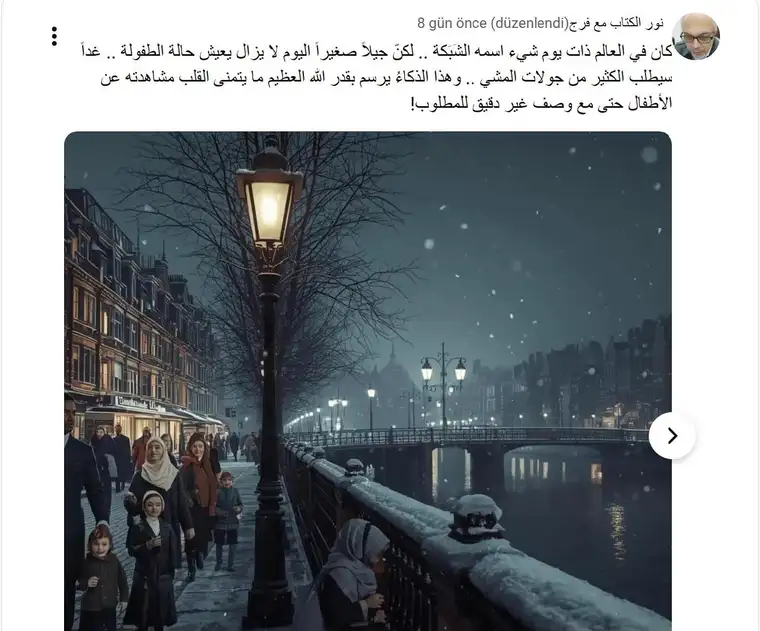 نور الكتاب مع فرج(düzenlendi) 8 gün önce
كان في العالم ذات يوم شيء اسمه الشبَكة .. لكنّ جيلاً صغيراً اليوم لا يزال يعيش حالة الطفولة .. غداً
سيطلب الكثير من جولات المشي .. وهذا الذكاءُ يرسم بقدر الله العظيم ما يتمنى القلب مشاهدته عن
الأطفال حتى مع وصف غير دقيق للمطلوب!